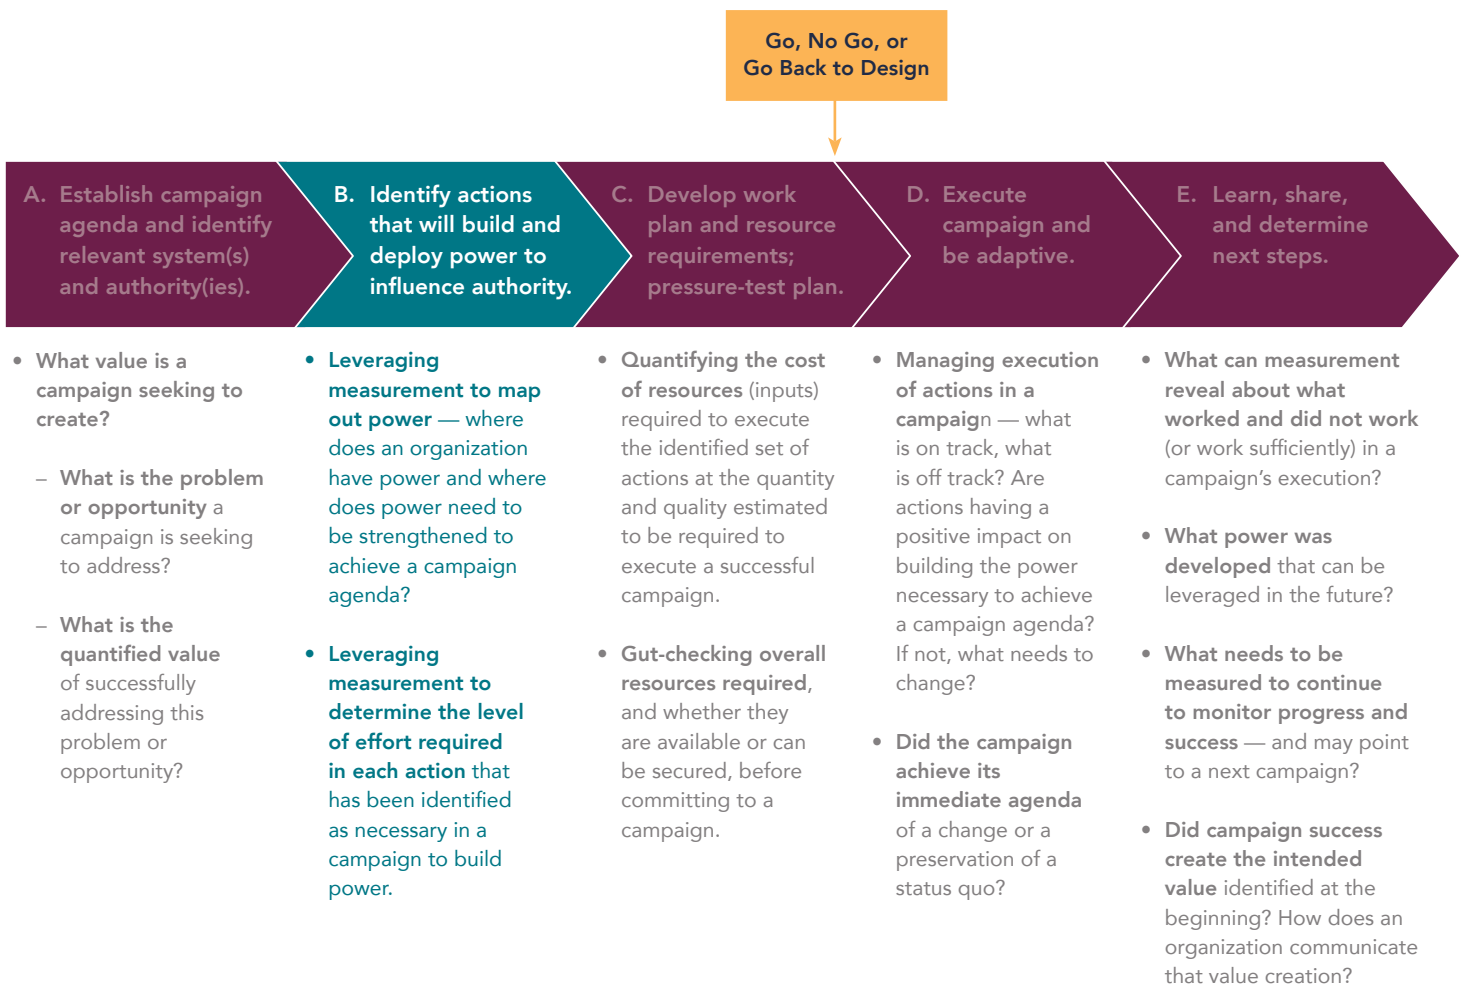 Go, No Go, or
Go Back to Design
A. Establish campaign
agenda and identify
relevant system(s)
and authority(ies).
B. Identify actions
that will build and
deploy power to
influence authority.
C. Develop work
plan and resource
requirements;
pressure-test plan.
D. Execute
campaign and
be adaptive.
E. Learn, share,
and determine
next steps.
• What value is a
campaign seeking to
create?
– What is the problem
or opportunity a
campaign is seeking
to address?
– What is the
quantified value
of successfully
addressing this
problem or
opportunity?
• Leveraging
measurement to map
out power — where
does an organization
have power and where
does power need to
be strengthened to
achieve a campaign
agenda?
• Leveraging
measurement to
determine the level
of effort required
in each action that
has been identified
as necessary in a
campaign to build
power.
• Quantifying the cost
of resources (inputs)
required to execute
the identified set of
actions at the quantity
and quality estimated
to be required to
execute a successful
campaign.
• Gut-checking overall
resources required,
and whether they
are available or can
be secured, before
committing to a
campaign.
• Managing execution
of actions in a
campaign — what
is on track, what
is off track? Are
actions having a
positive impact on
building the power
necessary to achieve
a campaign agenda?
If not, what needs to
change?
• Did the campaign
achieve its
immediate agenda
of a change or a
preservation of a
status quo?
• What can measurement
reveal about what
worked and did not work
(or work sufficiently) in a
campaign’s execution?
• What power was
developed that can be
leveraged in the future?
• What needs to be
measured to continue
to monitor progress and
success — and may point
to a next campaign?
• Did campaign success
create the intended
value identified at the
beginning? How does an
organization communicate
that value creation?